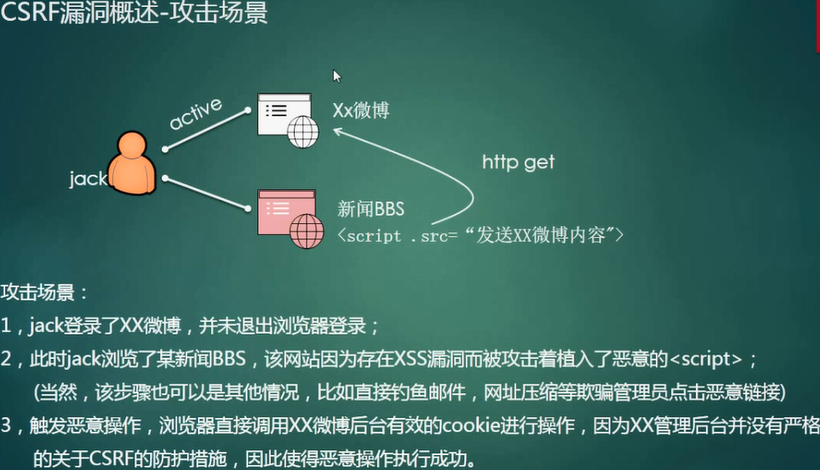 CSRF漏洞概述-攻击场景
active
Xx微博
http get
jack
新闻BBS
<script .src=“发送XX微博内容">
攻击场景：
1，jack登录了XX微博，并未退出浏览器登录；
2，此时jack浏览了某新闻BBS，该网站因为存在XSS漏洞而被攻击着植入了恶意的<script>；
(当然，该步骤也可以是其他情况，比如直接钓鱼邮件，网址压缩等欺骗管理员点击恶意链接)
3，触发恶意操作，浏览器直接调用XX微博后台有效的cookie进行操作，因为XX管理后台并没有严格
的关于CSRF的防护措施，因此使得恶意操作执行成功。